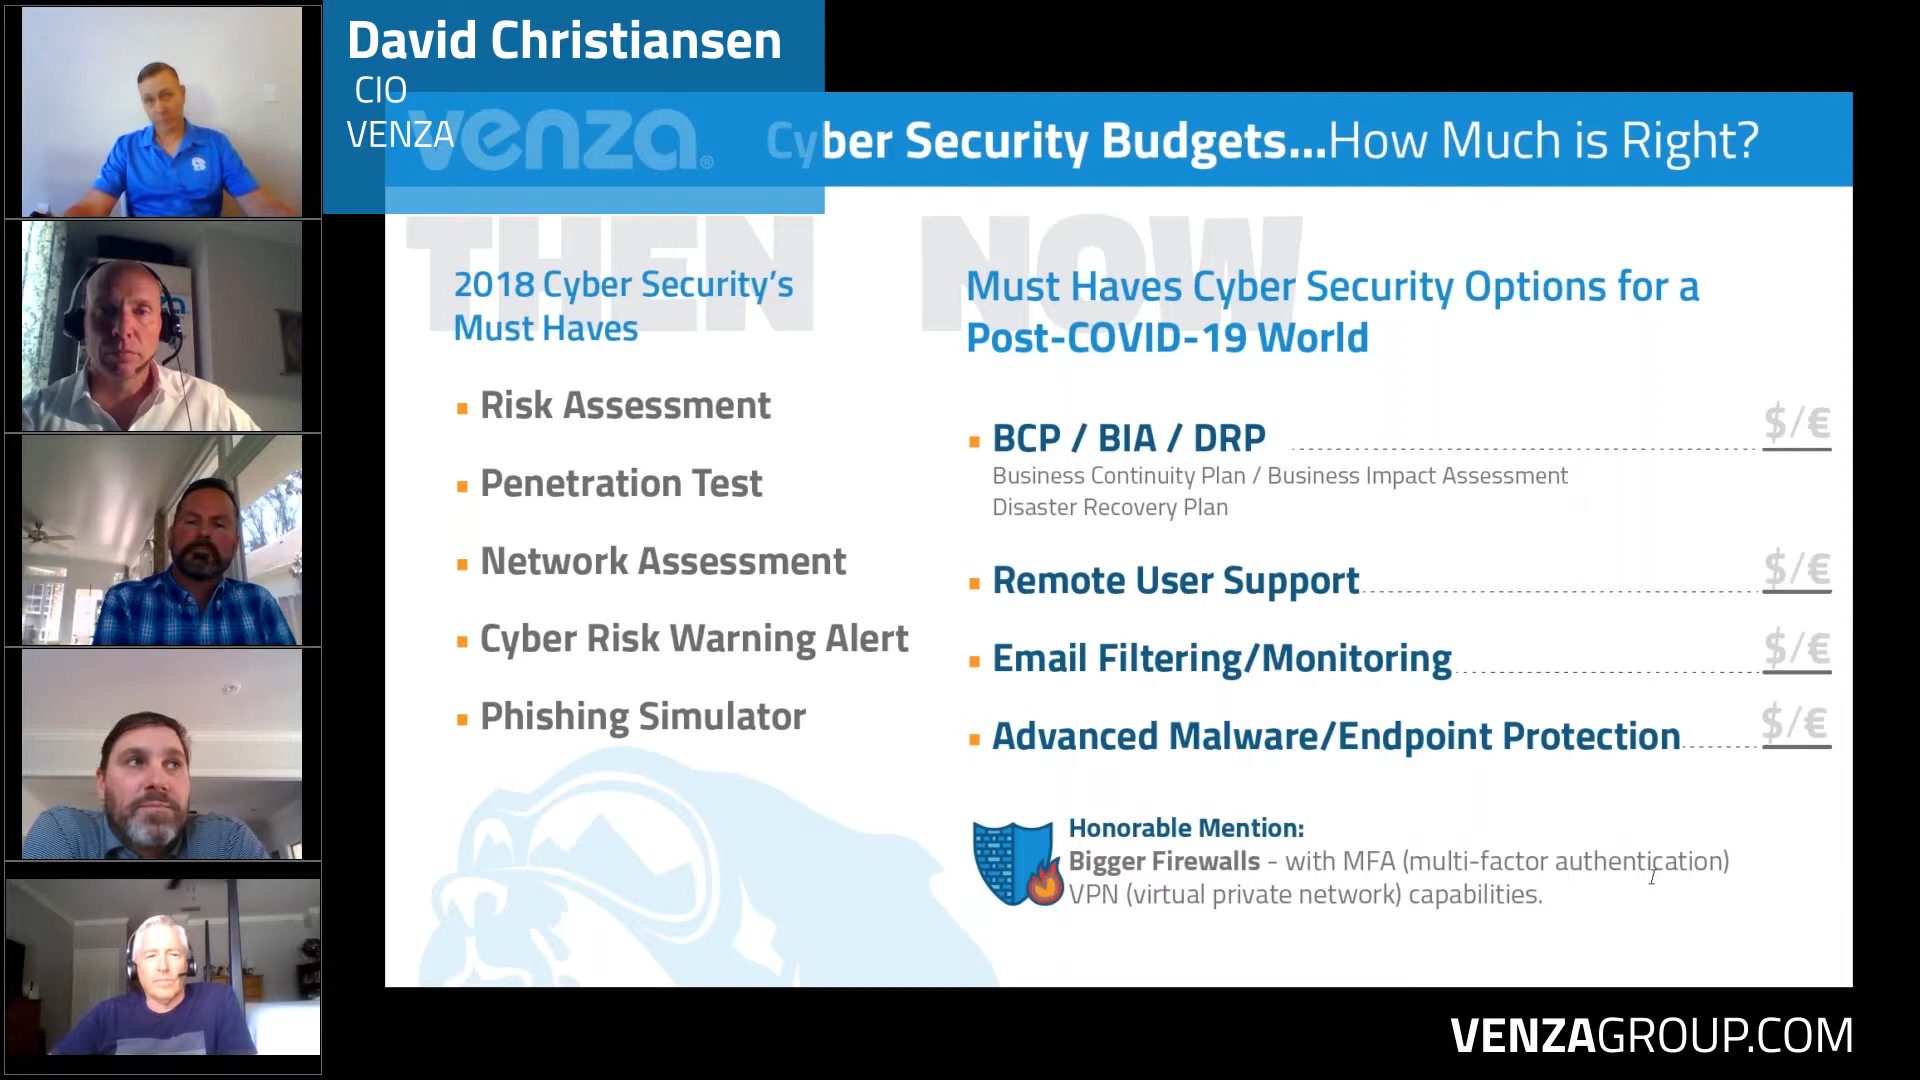 David Christiansen
CIO
VENZA
venza®
Cyber Security Budgets...How Much is Right?
THEN
NOW
2018 Cyber Security's
Must Haves
▪ Risk Assessment
▪ Penetration Test
▪ Network Assessment
▪ Cyber Risk Warning Alert
▪ Phishing Simulator
Must Haves Cyber Security Options for a
Post-COVID-19 World
▪ BCP / BIA / DRP $/€
Business Continuity Plan / Business Impact Assessment
Disaster Recovery Plan
▪ Remote User Support $/€
▪ Email Filtering/Monitoring $/€
▪ Advanced Malware/Endpoint Protection $/€
Honorable Mention:
Bigger Firewalls - with MFA (multi-factor authentication)
VPN (virtual private network) capabilities.
VENZAGROUP.COM